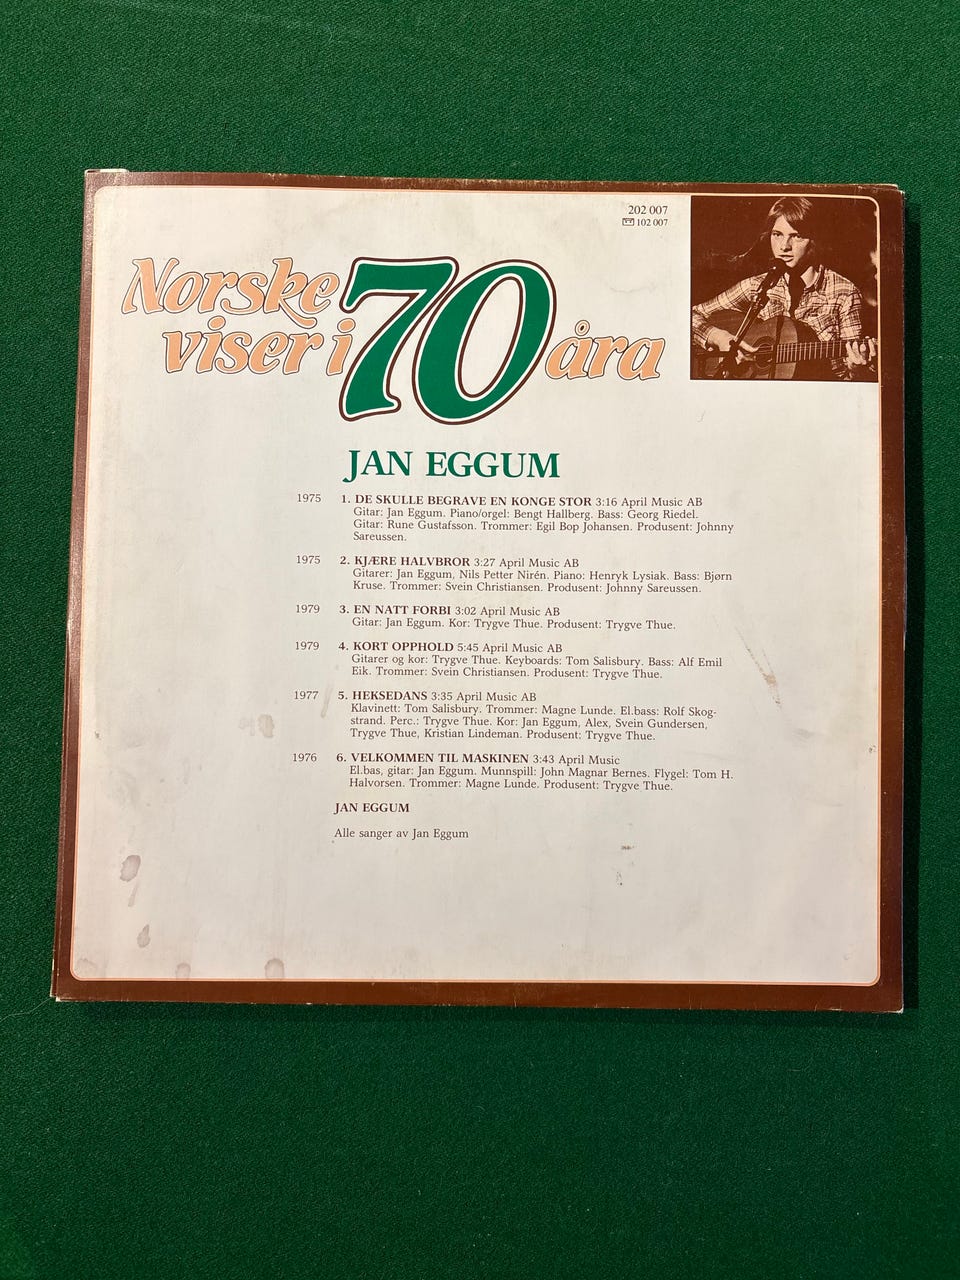 202 007
102 007
Norske
viser i 70 åra
JAN EGGUM
1975 1. DE SKULLE BEGRAVE EN KONGE STOR 3:16 April Music AB
Gitar: Jan Eggum. Piano/orgel: Bengt Hallberg. Bass: Georg Riedel.
Gitar: Rune Gustafsson. Trommer: Egil Bop Johansen. Produsent: Johnny
Sareussen.
1975 2. KJÆRE HALVBROR 3:27 April Music AB
Gitarer: Jan Eggum, Nils Petter Nirén. Piano: Henryk Lysiak. Bass: Bjørn
Kruse. Trommer: Svein Christiansen. Produsent: Johnny Sareussen.
1979 3. EN NATT FORBI 3:02 April Music AB
Gitar: Jan Eggum. Kor: Trygve Thue. Produsent: Trygve Thue.
1979 4. KORT OPPHOLD 5:45 April Music AB
Gitarer og kor: Trygve Thue. Keyboards: Tom Salisbury. Bass: Alf Emil
Eik. Trommer: Svein Christiansen. Produsent: Trygve Thue.
1977 5. HEKSEDANS 3:35 April Music AB
Klavinett: Tom Salisbury. Trommer: Magne Lunde. El.bass: Rolf Skog-
strand. Perc.: Trygve Thue. Kor: Jan Eggum, Alex, Svein Gundersen,
Trygve Thue, Kristian Lindeman. Produsent: Trygve Thue.
1976 6. VELKOMMEN TIL MASKINEN 3:43 April Music
El.bas, gitar: Jan Eggum. Munnspill: John Magnar Bernes. Flygel: Tom H.
Halvorsen. Trommer: Magne Lunde. Produsent: Trygve Thue.
JAN EGGUM
Alle sanger av Jan Eggum